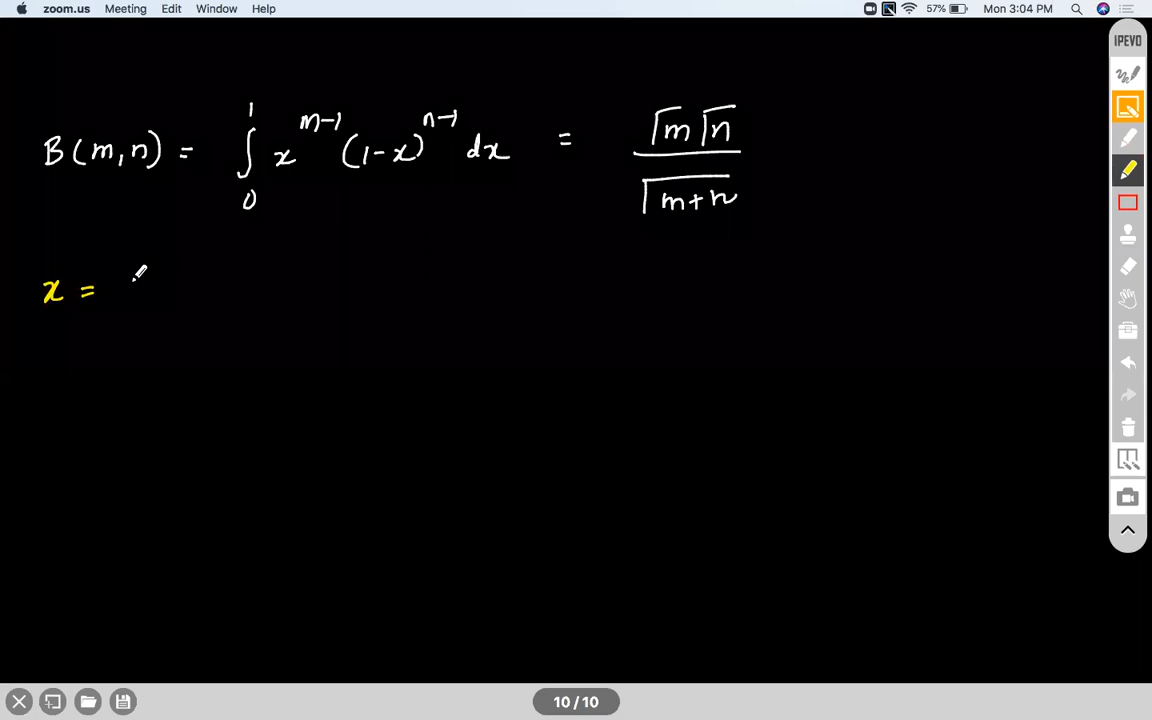 zoom.us Meeting Edit Window Help 57% Mon 3:04 PM
IPEVO
B(m,n) = ∫₀¹ x^{m-1} (1-x)^{n-1} dx = Γm Γn / Γm+n
x =
10/10